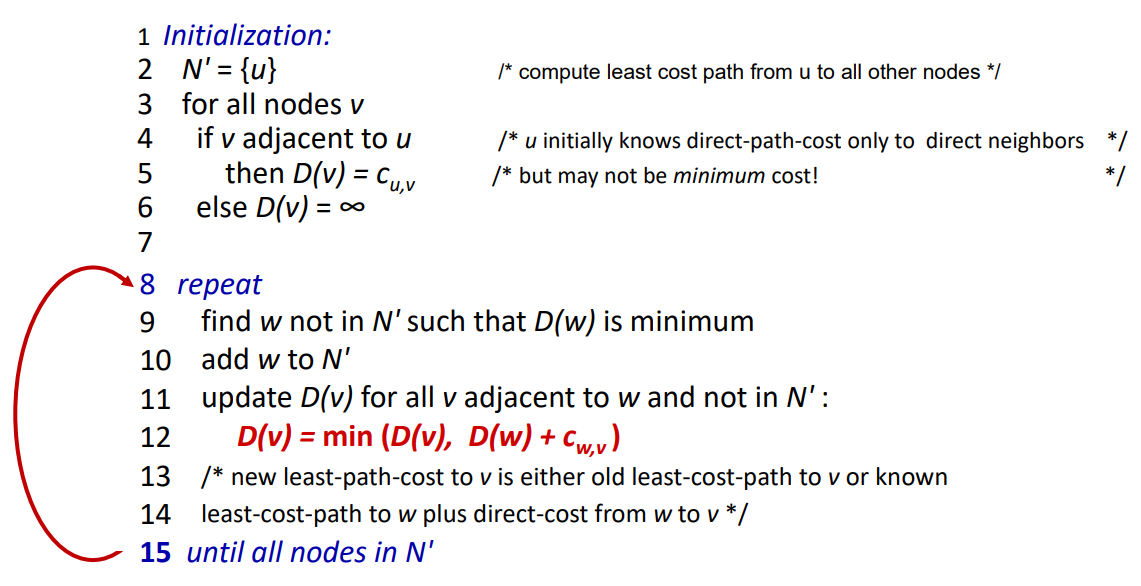 1 Initialization:
2 N' = {u} /* compute least cost path from u to all other nodes */
3 for all nodes v
4 if v adjacent to u /* u initially knows direct-path-cost only to direct neighbors */
5 then D(v) = cu,v /* but may not be minimum cost! */
6 else D(v) = ∞
7
8 repeat
9 find w not in N' such that D(w) is minimum
10 add w to N'
11 update D(v) for all v adjacent to w and not in N' :
12 D(v) = min (D(v), D(w) + cw,v )
13 /* new least-path-cost to v is either old least-cost-path to v or known
14 least-cost-path to w plus direct-cost from w to v */
15 until all nodes in N'